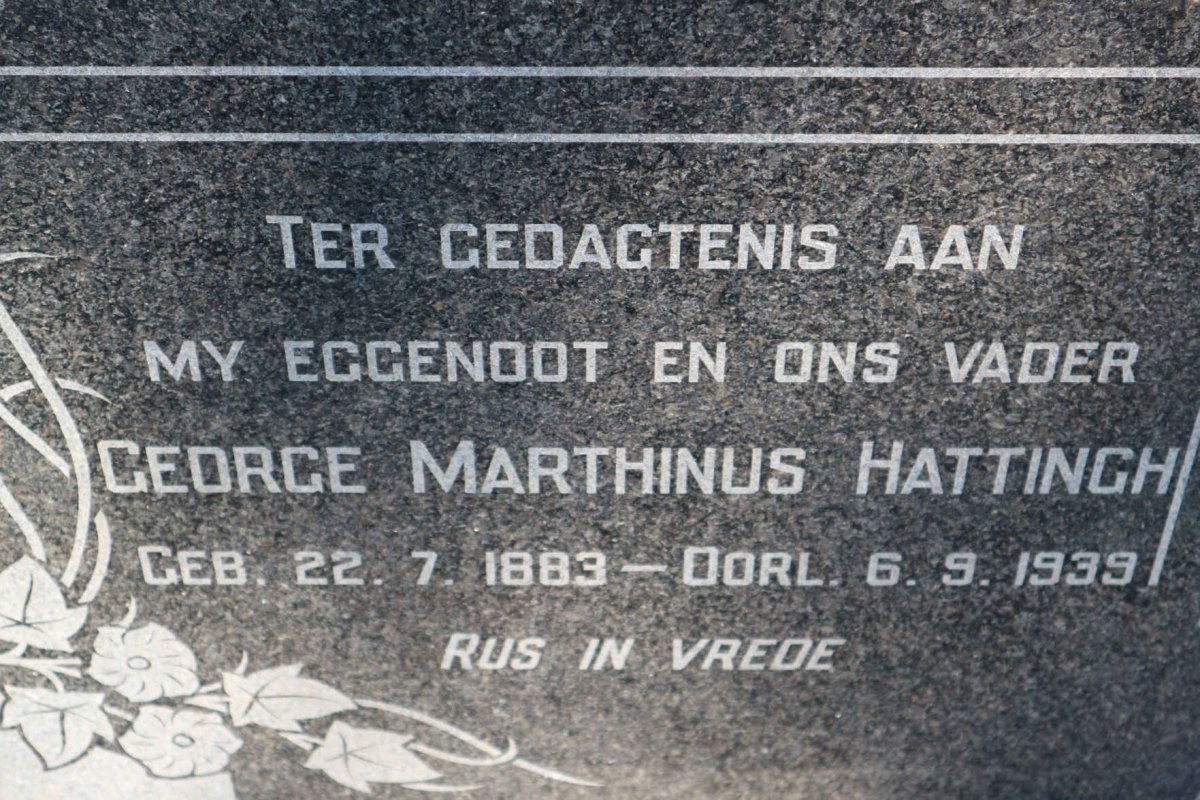 TER GEDAGTENIS AAN
MY EGGENOOT EN ONS VADER
GEORGE MARTHINUS HATTINGH
GEB. 22. 7. 1883 — OORL. 6. 9. 1939
RUS IN VREDE